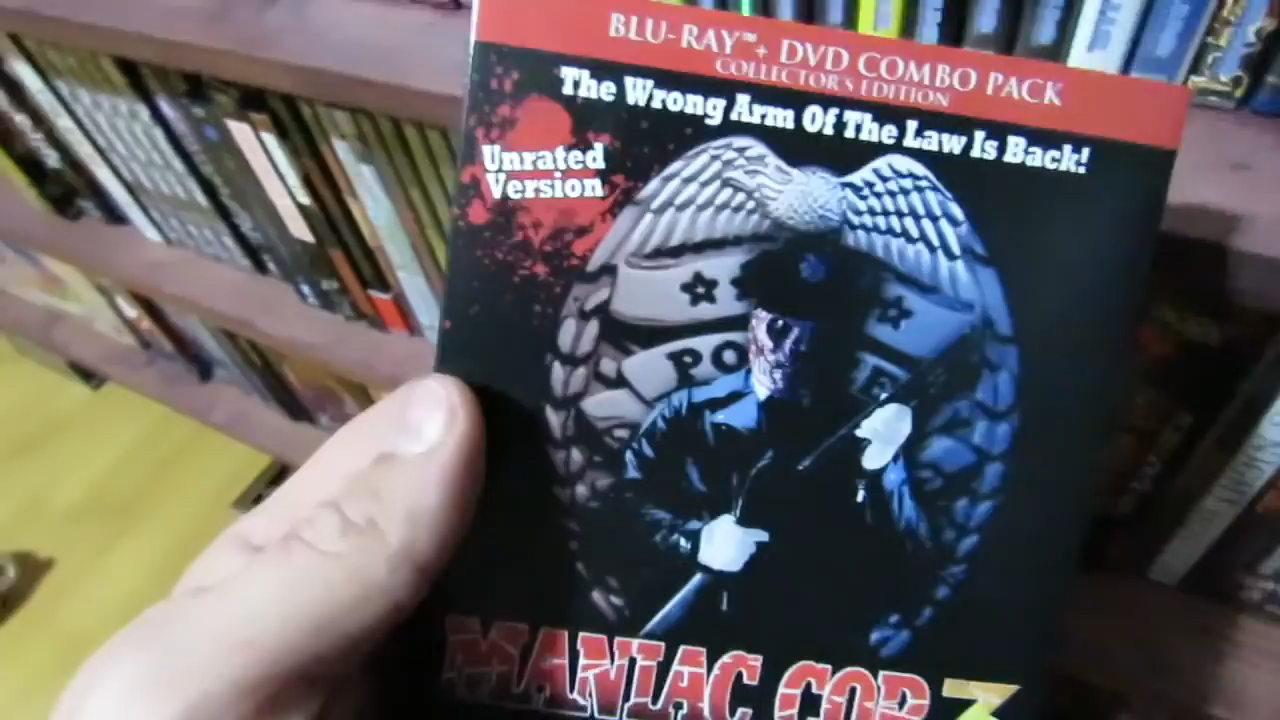 BLU-RAY™ + DVD COMBO PACK
COLLECTOR'S EDITION
The Wrong Arm Of The Law Is Back!
Unrated
Version
PO E
MANIAC COP 3